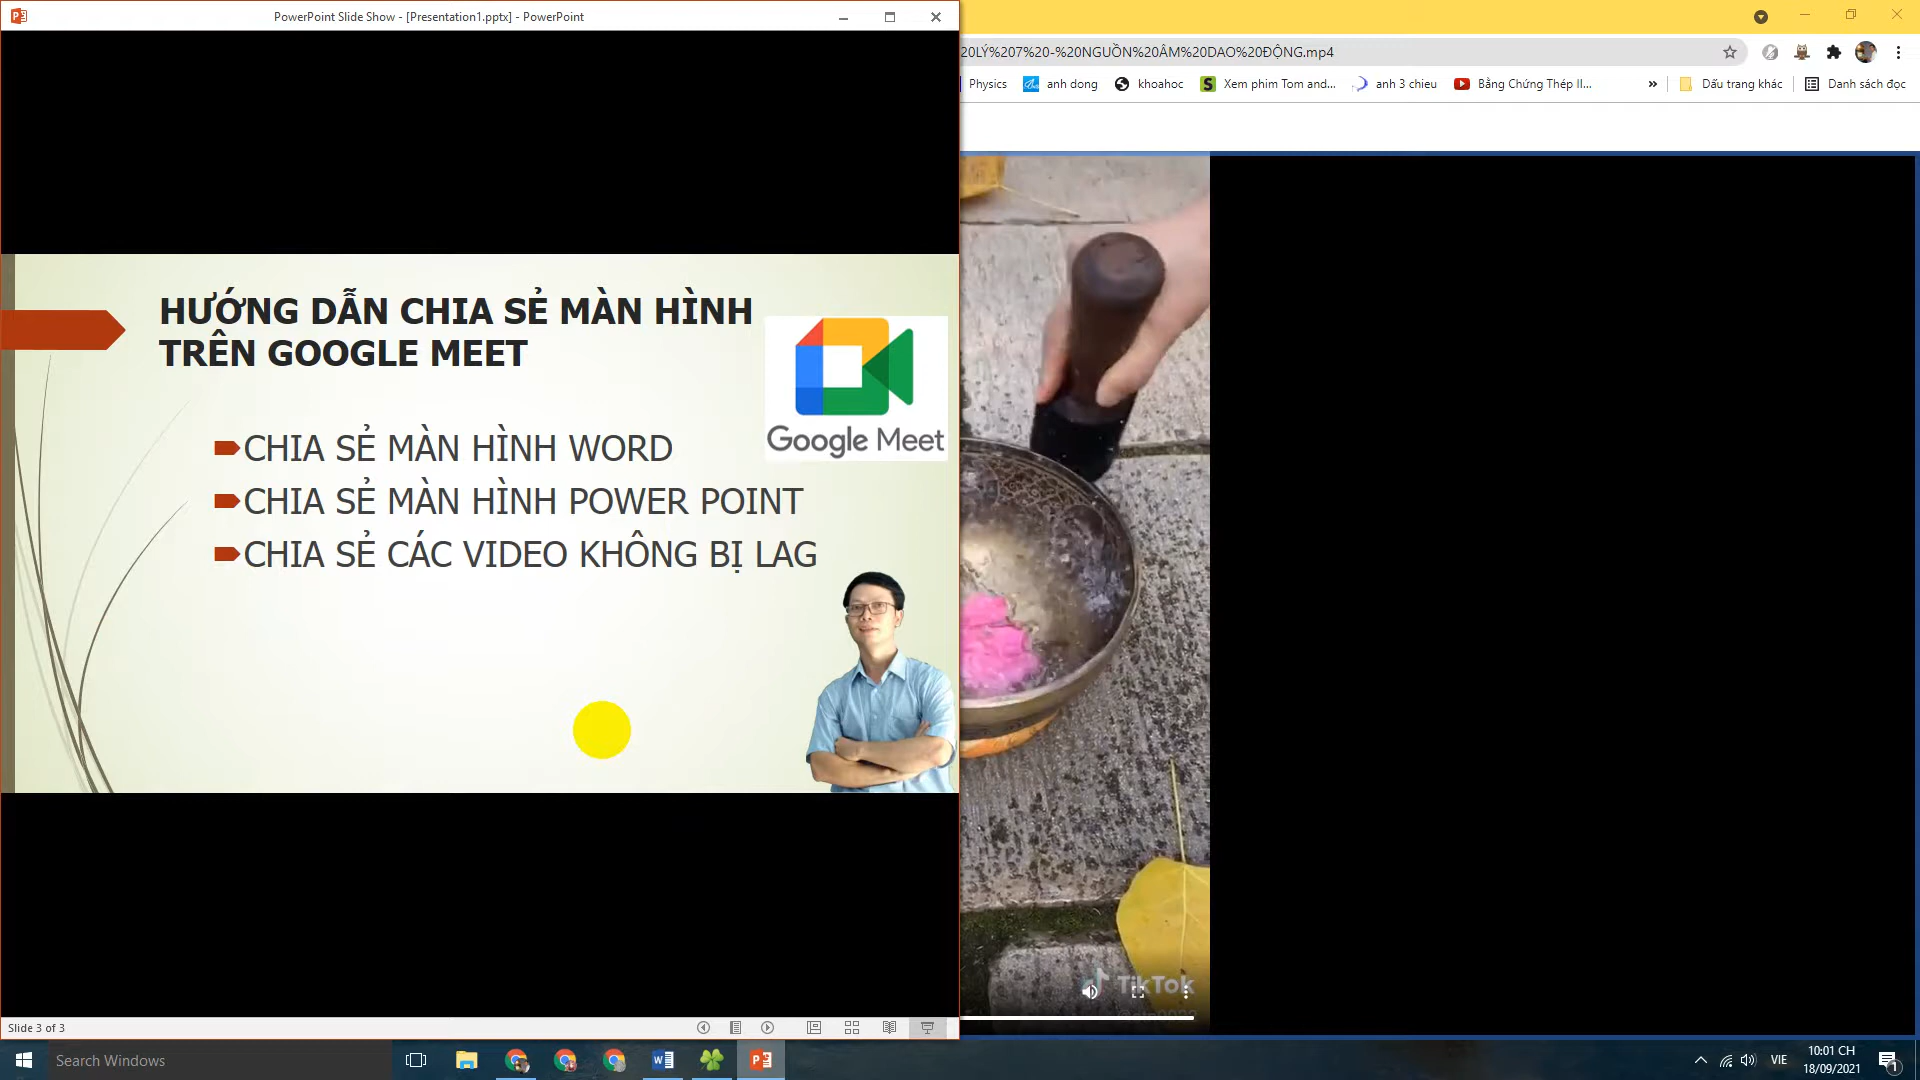 PowerPoint Slide Show - [Presentation1.pptx] - PowerPoint
20LÝ%207%20-%20NGUỒN%20ÂM%20DAO%20ĐỘNG.mp4
Physics
anh dong
khoahoc
Xem phim Tom and...
anh 3 chieu
Bằng Chứng Thép II...
»
Dấu trang khác
Danh sách đọc
HƯỚNG DẪN CHIA SẺ MÀN HÌNH
TRÊN GOOGLE MEET
Google Meet
CHIA SẺ MÀN HÌNH WORD
CHIA SẺ MÀN HÌNH POWER POINT
CHIA SẺ CÁC VIDEO KHÔNG BỊ LAG
TikTok
Slide 3 of 3
Search Windows
VIE
10:01 CH
18/09/2021
1